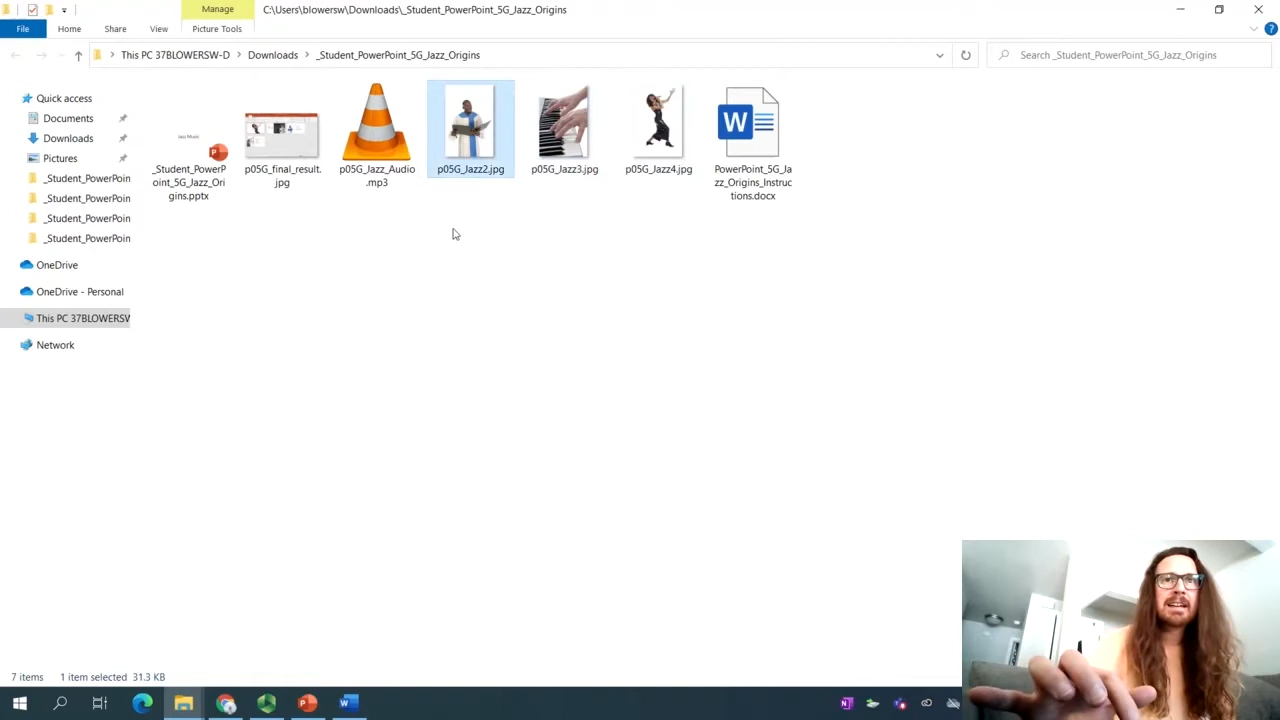 Manage
C:\Users\blowersw\Downloads\_Student_PowerPoint_5G_Jazz_Origins
File
Home
Share
View
Picture Tools
This PC 37BLOWERSW-D
Downloads
_Student_PowerPoint_5G_Jazz_Origins
Search _Student_PowerPoint_5G_Jazz_Origins
Quick access
Documents
Downloads
Pictures
_Student_PowerPoin
_Student_PowerPoin
_Student_PowerPoin
_Student_PowerPoin
OneDrive
OneDrive - Personal
This PC 37BLOWERSW
Network
Jazz Music
P
_Student_PowerP
oint_5G_Jazz_Ori
gins.pptx
p05G_final_result.
jpg
p05G_Jazz_Audio
.mp3
p05G_Jazz2.jpg
p05G_Jazz3.jpg
p05G_Jazz4.jpg
W
PowerPoint_5G_Ja
zz_Origins_Instruc
tions.docx
7 items
1 item selected
31.3 KB
P
W
N